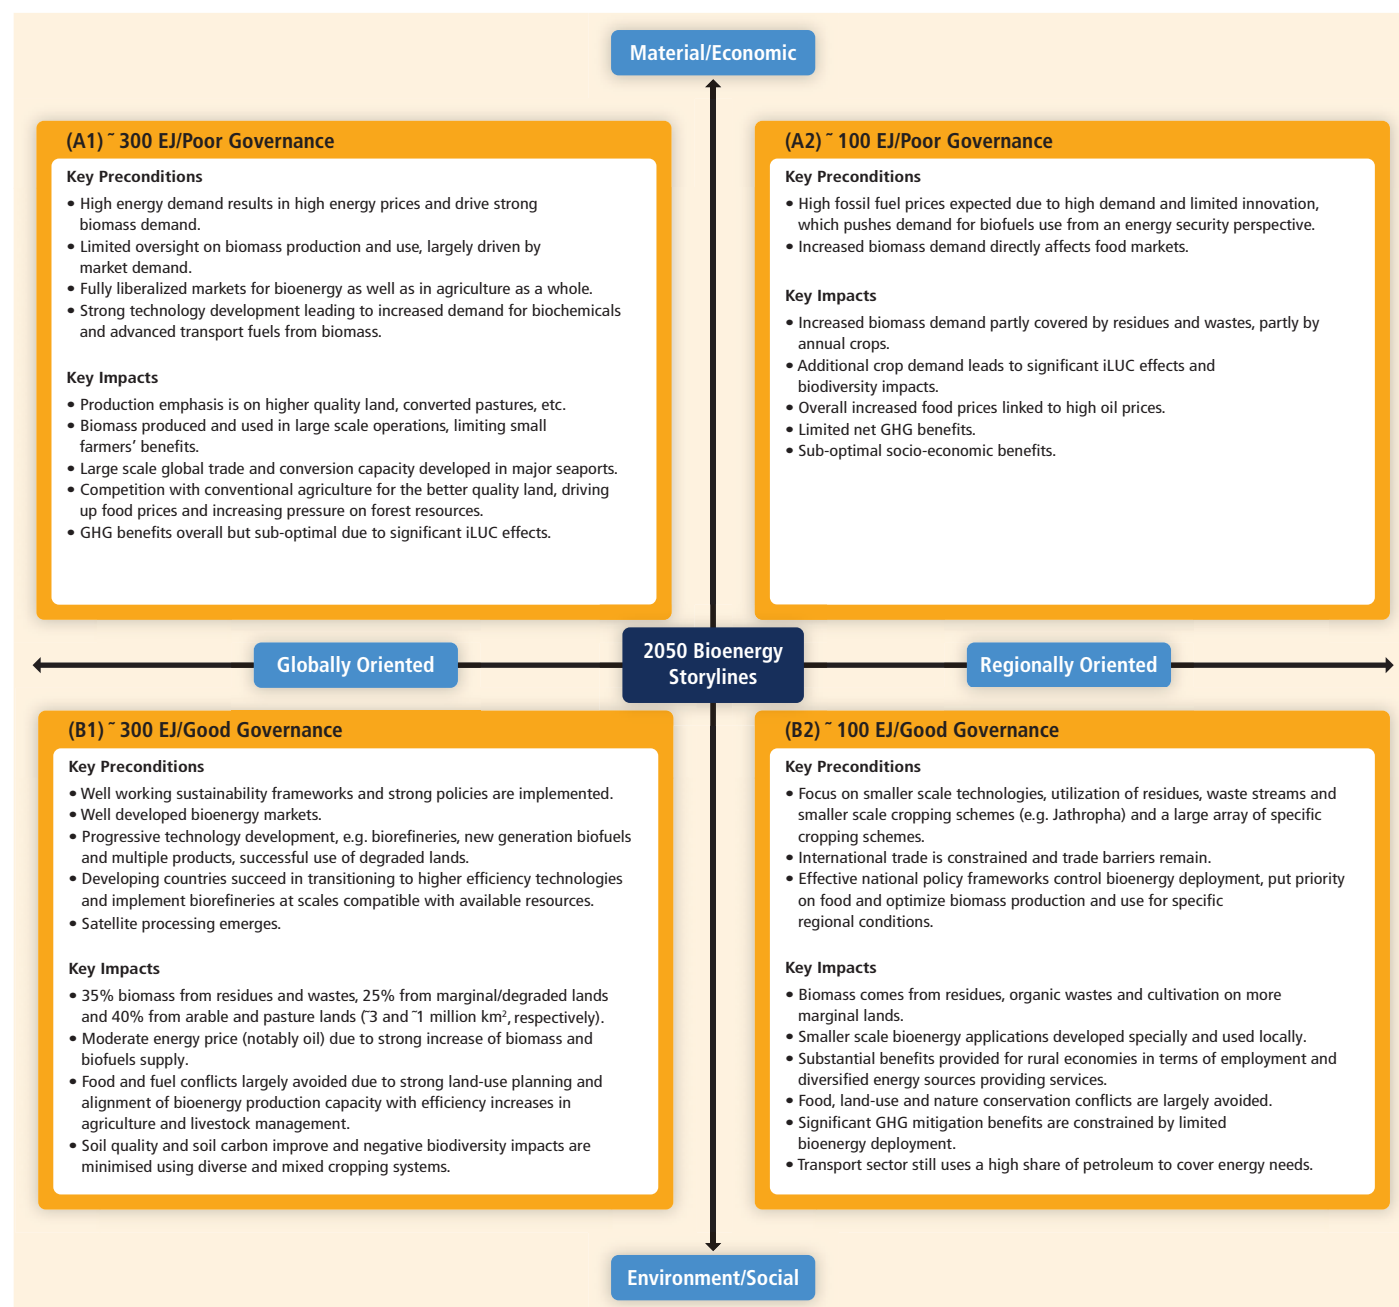 Material/Economic
(A1) ~ 300 EJ/Poor Governance
Key Preconditions
• High energy demand results in high energy prices and drive strong
biomass demand.
• Limited oversight on biomass production and use, largely driven by
market demand.
• Fully liberalized markets for bioenergy as well as in agriculture as a whole.
• Strong technology development leading to increased demand for biochemicals
and advanced transport fuels from biomass.
Key Impacts
• Production emphasis is on higher quality land, converted pastures, etc.
• Biomass produced and used in large scale operations, limiting small
farmers' benefits.
• Large scale global trade and conversion capacity developed in major seaports.
• Competition with conventional agriculture for the better quality land, driving
up food prices and increasing pressure on forest resources.
• GHG benefits overall but sub-optimal due to significant iLUC effects.
(A2) ~ 100 EJ/Poor Governance
Key Preconditions
• High fossil fuel prices expected due to high demand and limited innovation,
which pushes demand for biofuels use from an energy security perspective.
• Increased biomass demand directly affects food markets.
Key Impacts
• Increased biomass demand partly covered by residues and wastes, partly by
annual crops.
• Additional crop demand leads to significant iLUC effects and
biodiversity impacts.
• Overall increased food prices linked to high oil prices.
• Limited net GHG benefits.
• Sub-optimal socio-economic benefits.
Globally Oriented
2050 Bioenergy
Storylines
Regionally Oriented
(B1) ~ 300 EJ/Good Governance
Key Preconditions
• Well working sustainability frameworks and strong policies are implemented.
• Well developed bioenergy markets.
• Progressive technology development, e.g. biorefineries, new generation biofuels
and multiple products, successful use of degraded lands.
• Developing countries succeed in transitioning to higher efficiency technologies
and implement biorefineries at scales compatible with available resources.
• Satellite processing emerges.
Key Impacts
• 35% biomass from residues and wastes, 25% from marginal/degraded lands
and 40% from arable and pasture lands (~3 and ~1 million km², respectively).
• Moderate energy price (notably oil) due to strong increase of biomass and
biofuels supply.
• Food and fuel conflicts largely avoided due to strong land-use planning and
alignment of bioenergy production capacity with efficiency increases in
agriculture and livestock management.
• Soil quality and soil carbon improve and negative biodiversity impacts are
minimised using diverse and mixed cropping systems.
(B2) ~ 100 EJ/Good Governance
Key Preconditions
• Focus on smaller scale technologies, utilization of residues, waste streams and
smaller scale cropping schemes (e.g. Jathropha) and a large array of specific
cropping schemes.
• International trade is constrained and trade barriers remain.
• Effective national policy frameworks control bioenergy deployment, put priority
on food and optimize biomass production and use for specific
regional conditions.
Key Impacts
• Biomass comes from residues, organic wastes and cultivation on more
marginal lands.
• Smaller scale bioenergy applications developed specially and used locally.
• Substantial benefits provided for rural economies in terms of employment and
diversified energy sources providing services.
• Food, land-use and nature conservation conflicts are largely avoided.
• Significant GHG mitigation benefits are constrained by limited
bioenergy deployment.
• Transport sector still uses a high share of petroleum to cover energy needs.
Environment/Social